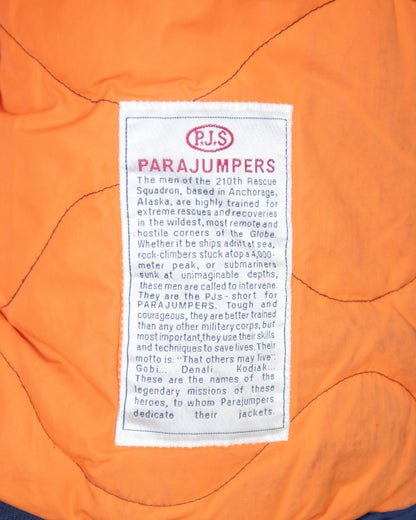 P.J.S
PARAJUMPERS
The men of the 210th Rescue
Squadron, based in Anchorage,
Alaska, are highly trained for
extreme rescues and recoveries
in the wildest, most remote and
hostile corners of the Globe.
Whether it be ships adrift at sea,
rock-climbers stuck atop a 4,000-
meter peak, or submariners
sunk at unimaginable depths,
these men are called to intervene.
They are the PJs - short for
PARAJUMPERS. Tough and
courageous, they are better trained
than any other military corps, but
most important, they use their skills
and techniques to save lives. Their
motto is: "That others may live".
Gobi... Denali Kodiak...
These are the names of the
legendary missions of these
heroes, to whom Parajumpers
dedicate their jackets.